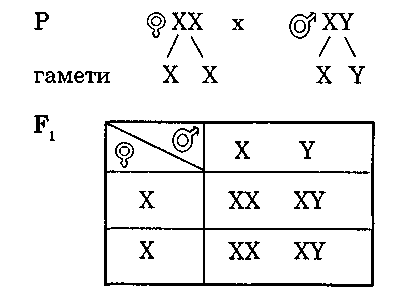 P ♀ XX x ♂ XY
гамети X X X Y
F₁
♀ ♂ X Y
X XX XY
X XX XY